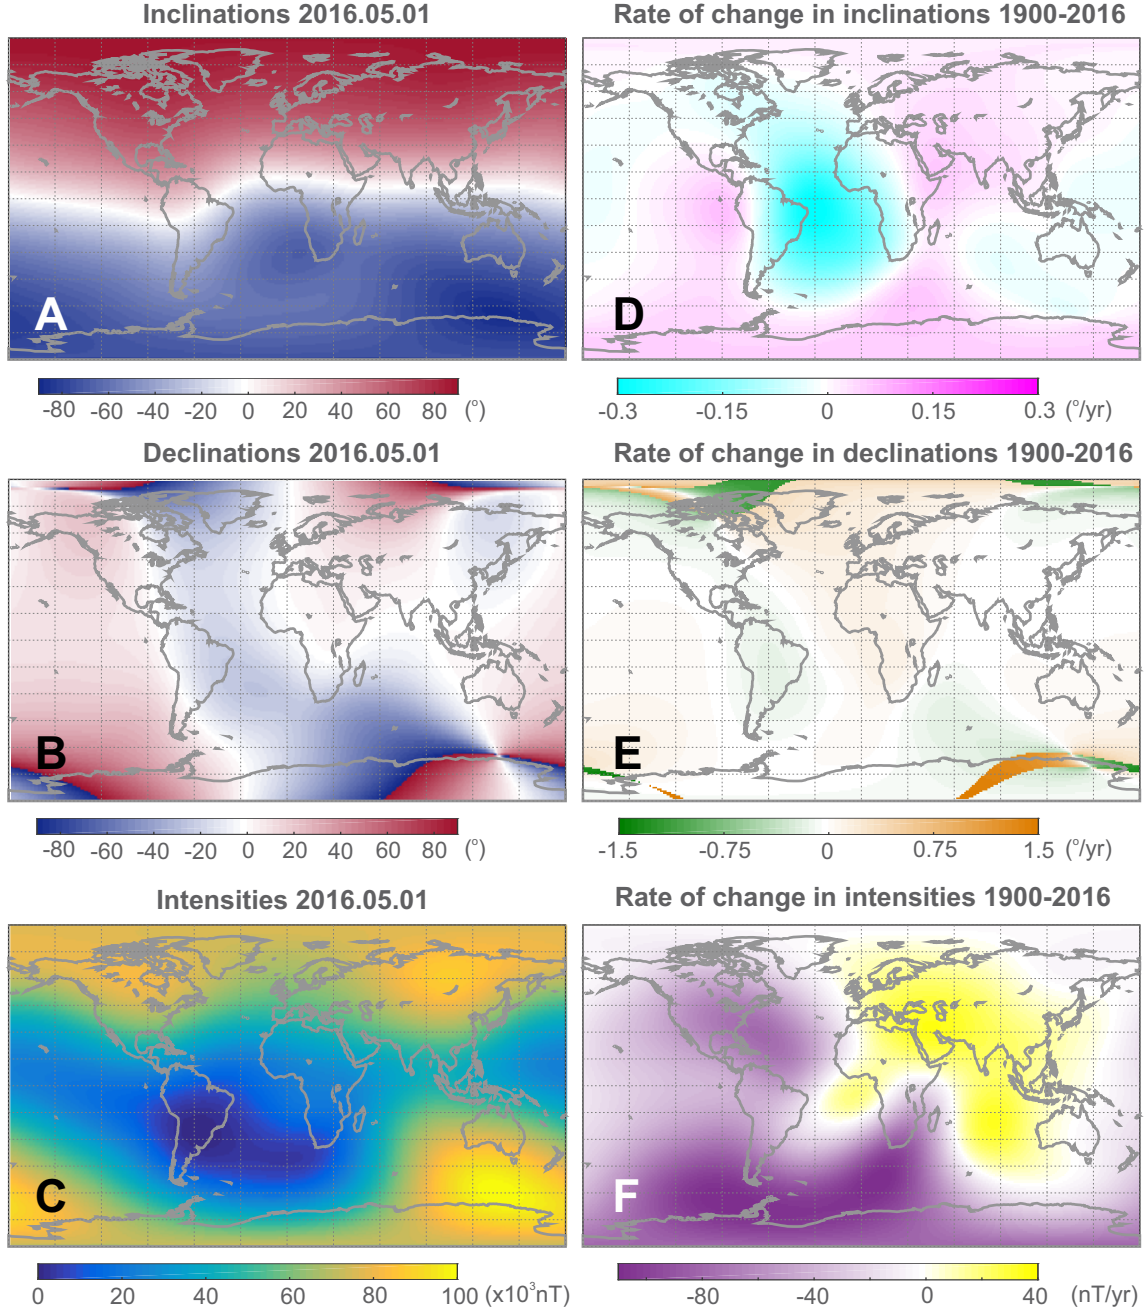 Inclinations 2016.05.01
Rate of change in inclinations 1900-2016
A
D
-80 -60 -40 -20 0 20 40 60 80 (°)
-0.3 -0.15 0 0.15 0.3 (°/yr)
Declinations 2016.05.01
Rate of change in declinations 1900-2016
B
E
-80 -60 -40 -20 0 20 40 60 80 (°)
-1.5 -0.75 0 0.75 1.5 (°/yr)
Intensities 2016.05.01
Rate of change in intensities 1900-2016
C
F
0 20 40 60 80 100 (x10³nT)
-80 -40 0 40 (nT/yr)